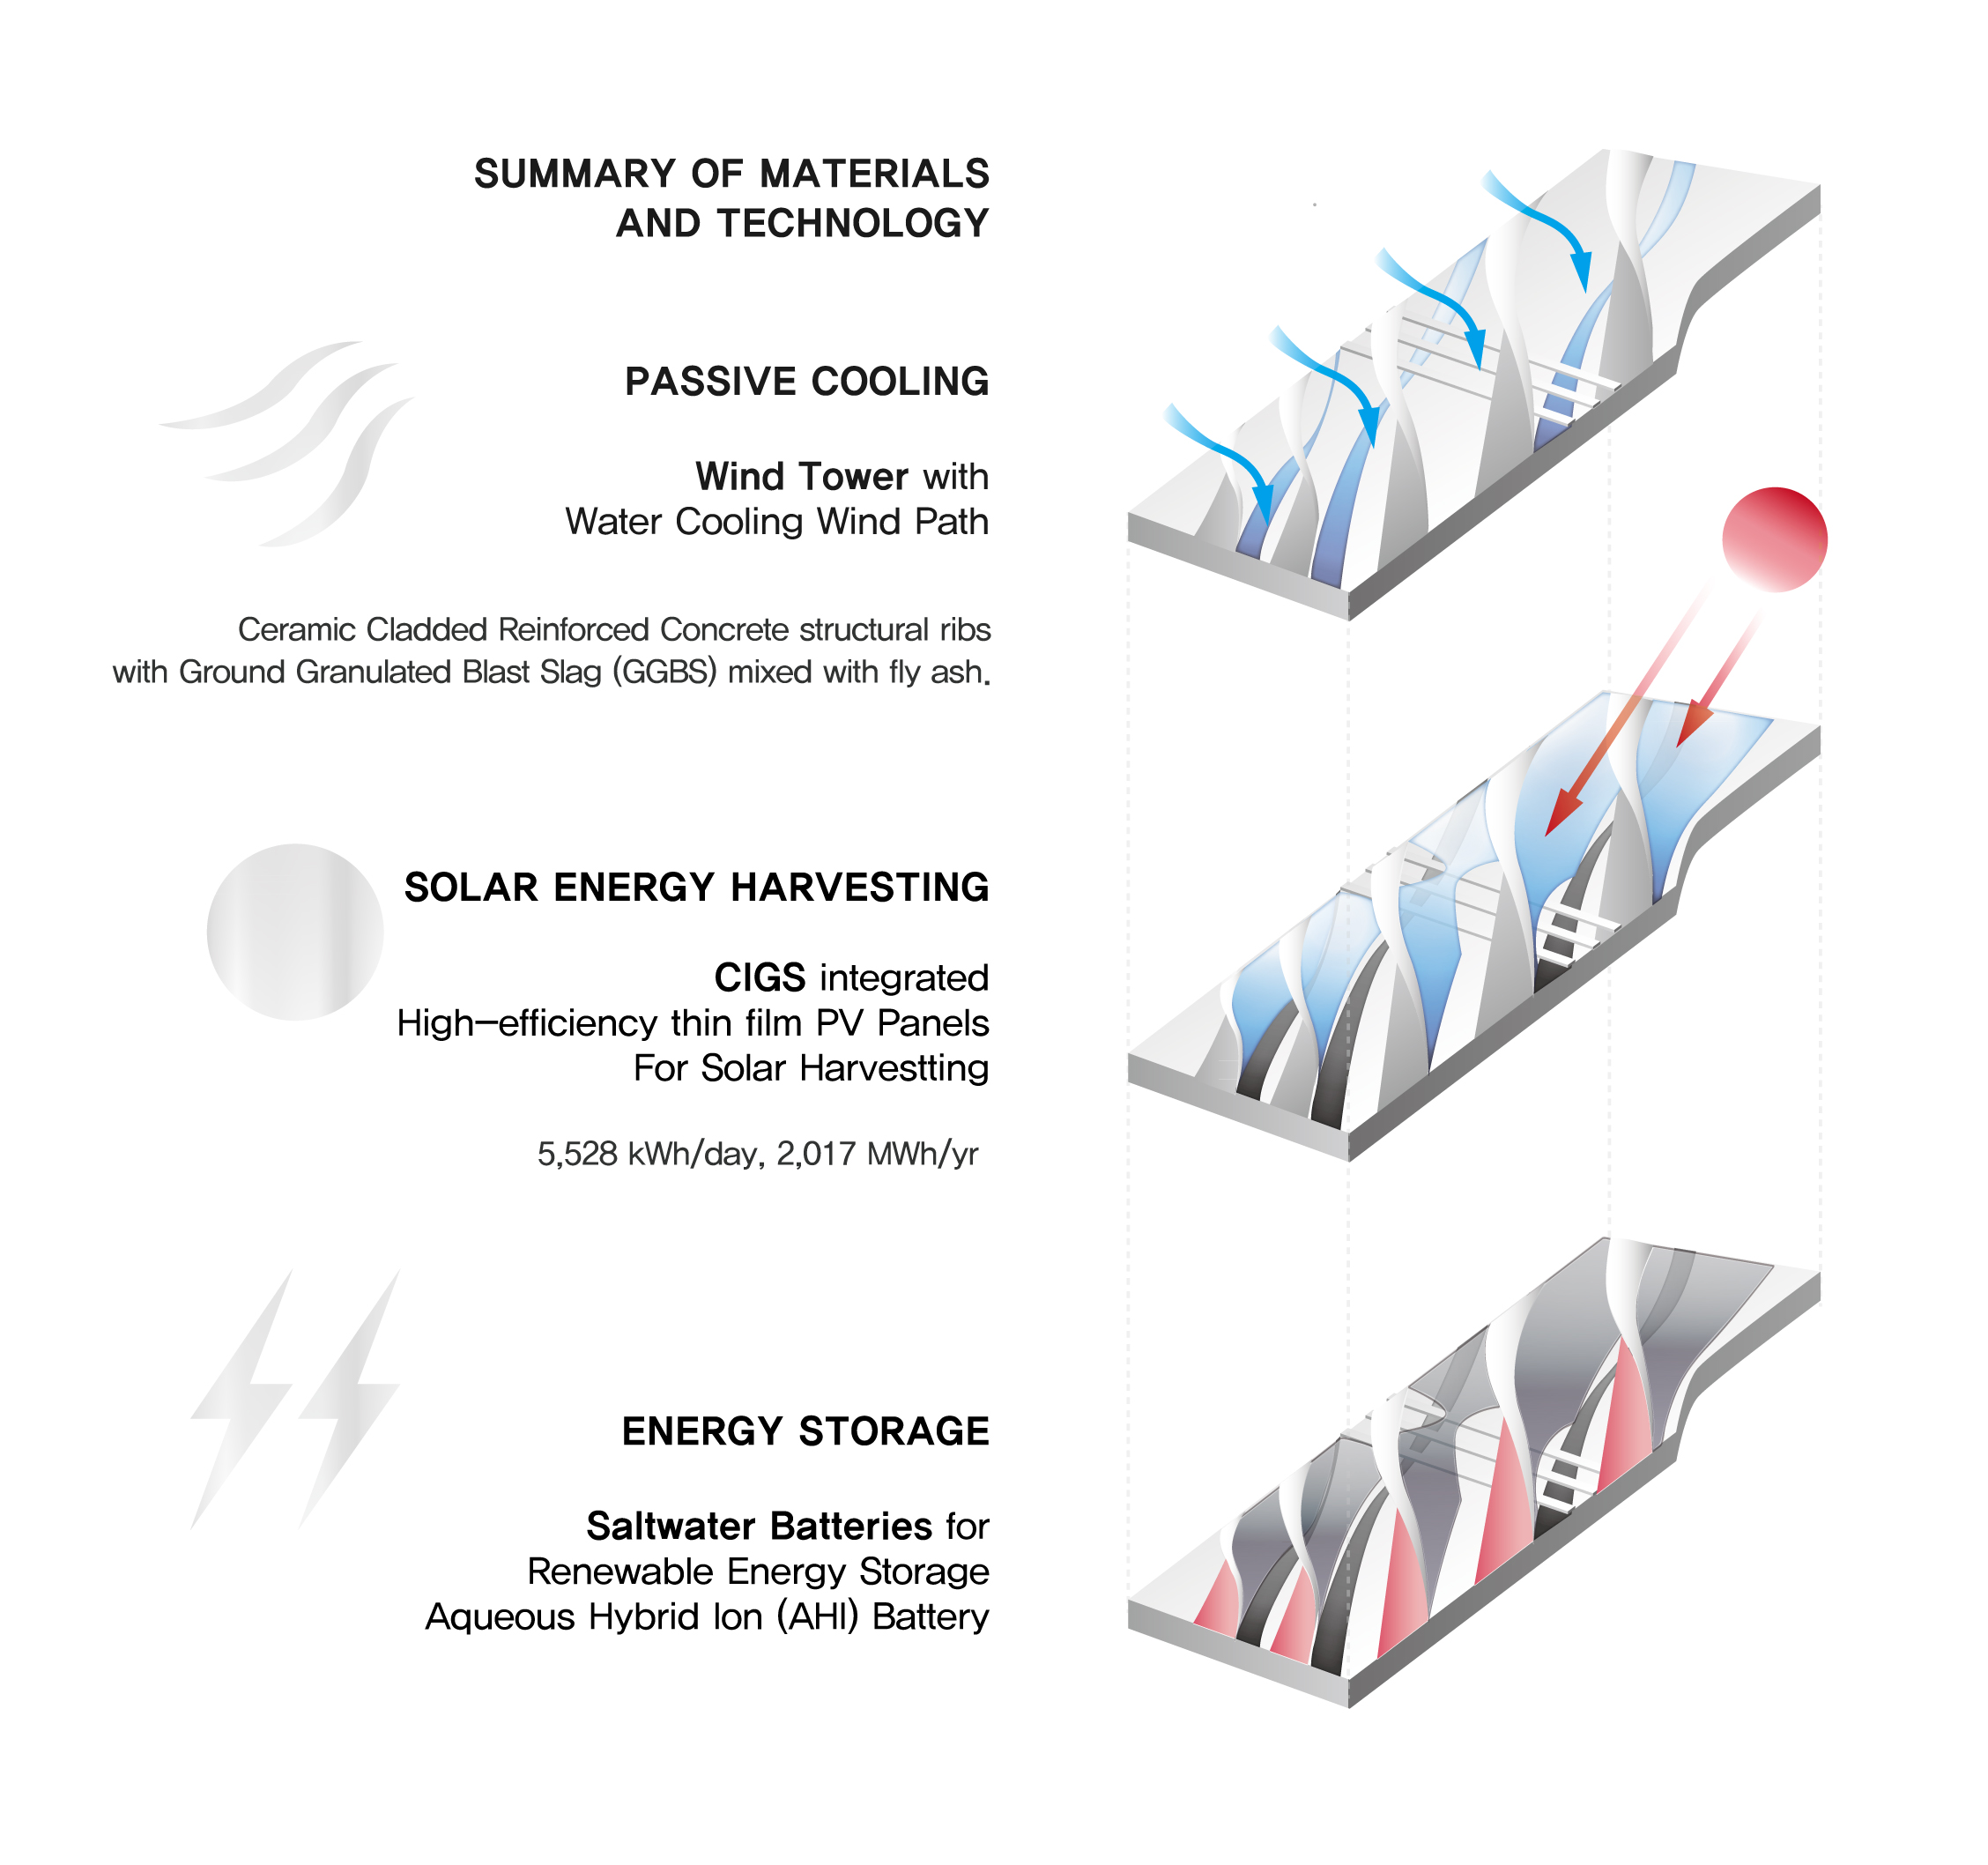 SUMMARY OF MATERIALS
AND TECHNOLOGY
PASSIVE COOLING
Wind Tower with
Water Cooling Wind Path
Ceramic Cladded Reinforced Concrete structural ribs
with Ground Granulated Blast Slag (GGBS) mixed with fly ash.
SOLAR ENERGY HARVESTING
CIGS integrated
High-efficiency thin film PV Panels
For Solar Harvestting
5,528 kWh/day, 2,017 MWh/yr
ENERGY STORAGE
Saltwater Batteries for
Renewable Energy Storage
Aqueous Hybrid Ion (AHI) Battery